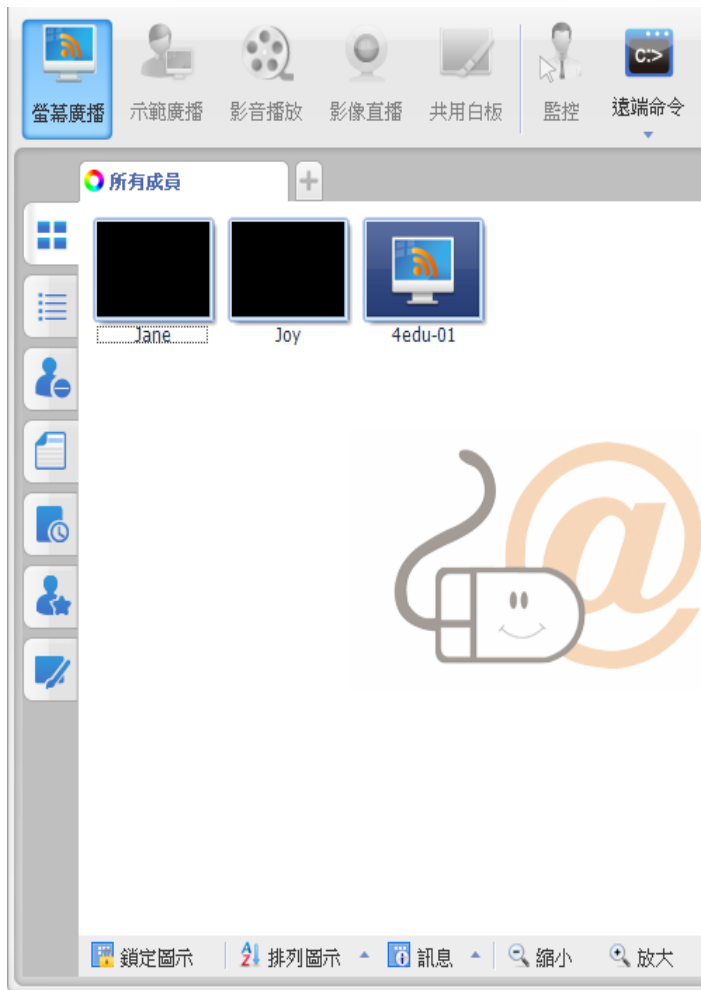 C:>
螢幕廣播 示範廣播 影音播放 影像直播 共用白板 監控 遠端命令
所有成員
Jane Joy 4edu-01
@
鎖定圖示 排列圖示 訊息 縮小 放大